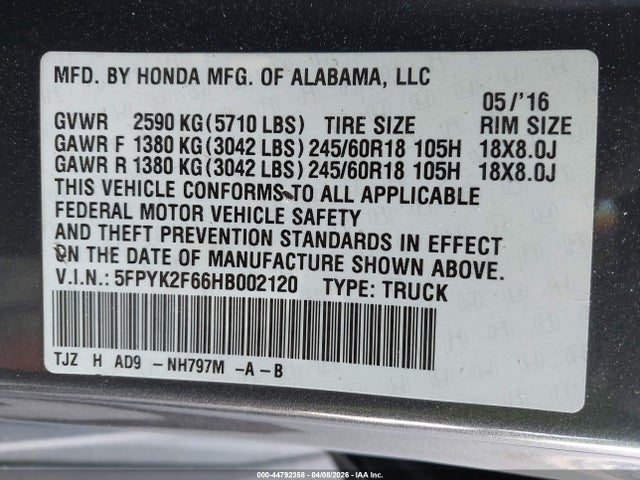 MFD. BY HONDA MFG. OF ALABAMA, LLC
05/'16
GVWR 2590 KG(5710 LBS) TIRE SIZE RIM SIZE
GAWR F 1380 KG(3042 LBS) 245/60R18 105H 18X8.0J
GAWR R 1380 KG(3042 LBS) 245/60R18 105H 18X8.0J
THIS VEHICLE CONFORMS TO ALL APPLICABLE
FEDERAL MOTOR VEHICLE SAFETY
AND THEFT PREVENTION STANDARDS IN EFFECT
ON THE DATE OF MANUFACTURE SHOWN ABOVE.
V.I.N.: 5FPYK2F66HB002120 TYPE: TRUCK
TJZ H AD9 - NH797M -A-B
000-44792358 - 04/08/2026 - IAA Inc.